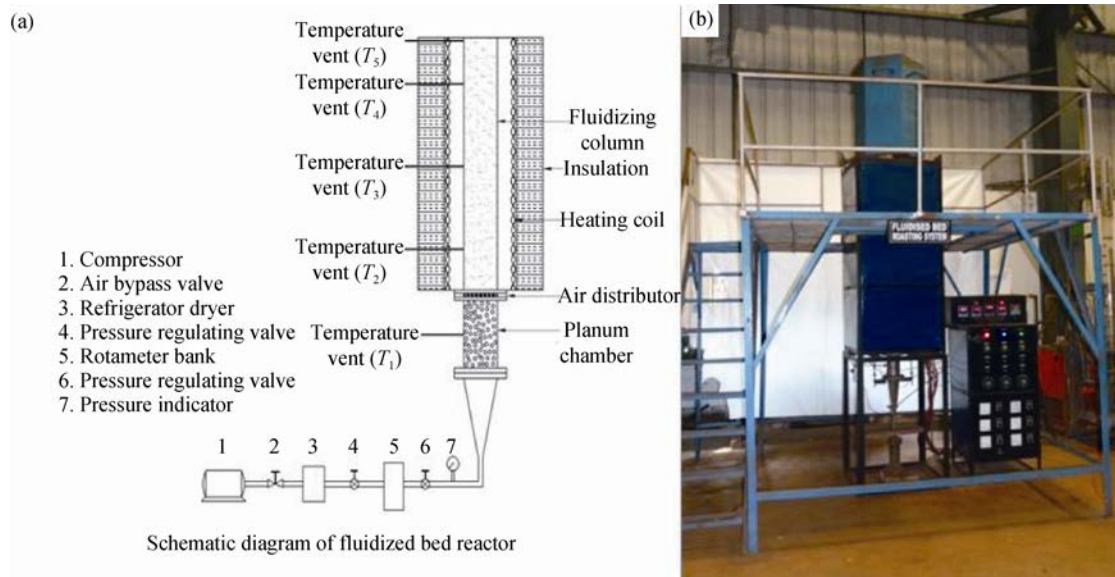 (a)
Temperature
vent (T5)
Temperature
vent (T4)
Temperature
vent (T3)
Temperature
vent (T2)
Temperature
vent (T1)
Fluidizing
column
Insulation
Heating coil
Air distributor
Planum
chamber
1. Compressor
2. Air bypass valve
3. Refrigerator dryer
4. Pressure regulating valve
5. Rotameter bank
6. Pressure regulating valve
7. Pressure indicator
1 2 3 4 5 6 7
Schematic diagram of fluidized bed reactor
(b)
FLUIDISED BED
ROASTING SYSTEM